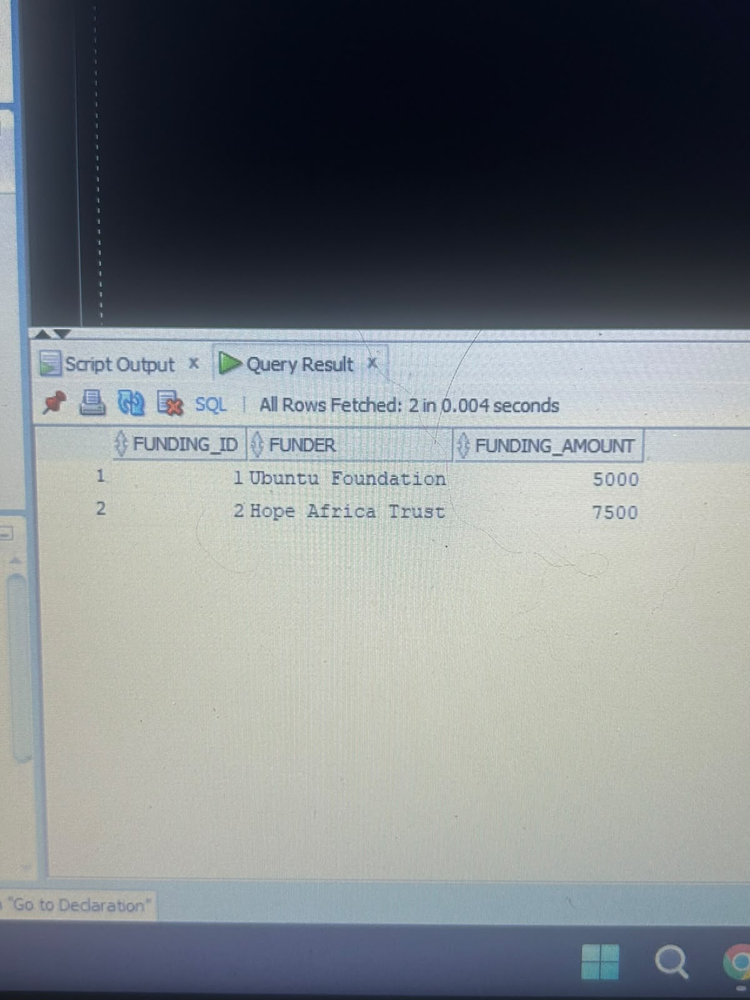 Script Output x Query Result x
SQL | All Rows Fetched: 2 in 0.004 seconds
FUNDING_ID FUNDER FUNDING_AMOUNT
1 1 Ubuntu Foundation 5000
2 2 Hope Africa Trust 7500
"Go to Declaration"